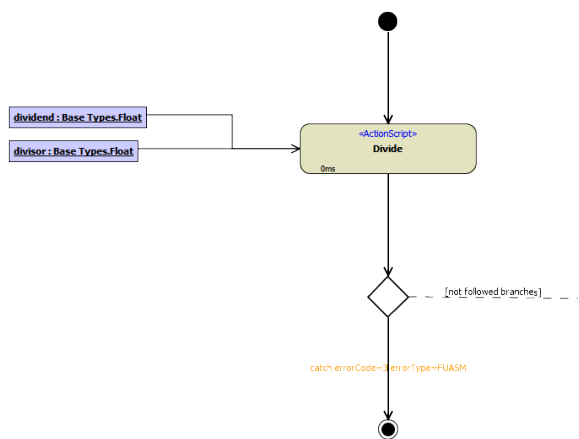 dividend : Base Types.Float
«ActionScript»
divisor : Base Types.Float
Divide
0ms
[not followed branches]
catch errorCode=3 errorType=FUASM